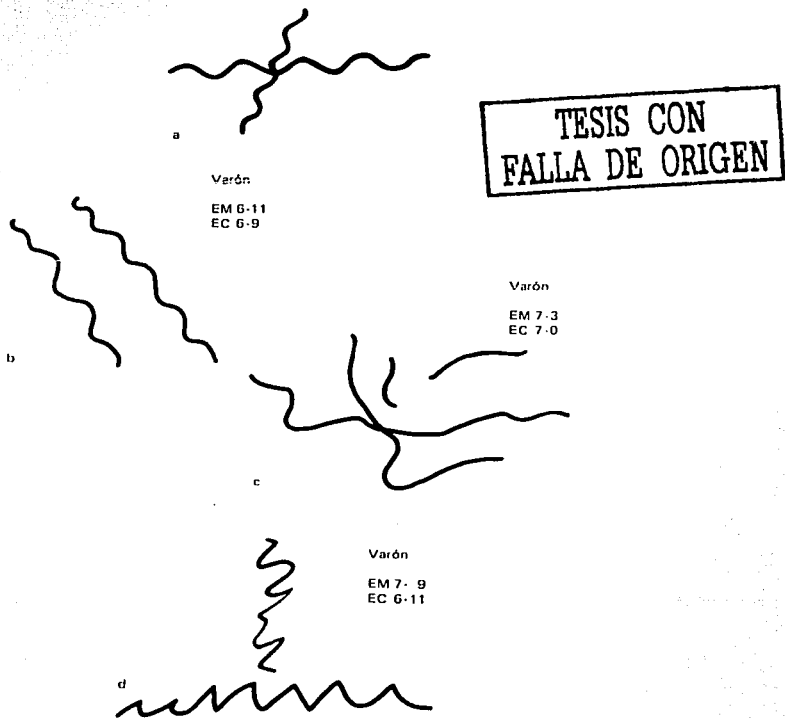 a
TESIS CON
FALLA DE ORIGEN
Varón
EM 6-11
EC 6-9
b
Varón
EM 7-3
EC 7-0
c
Varón
EM 7- 9
EC 6-11
d